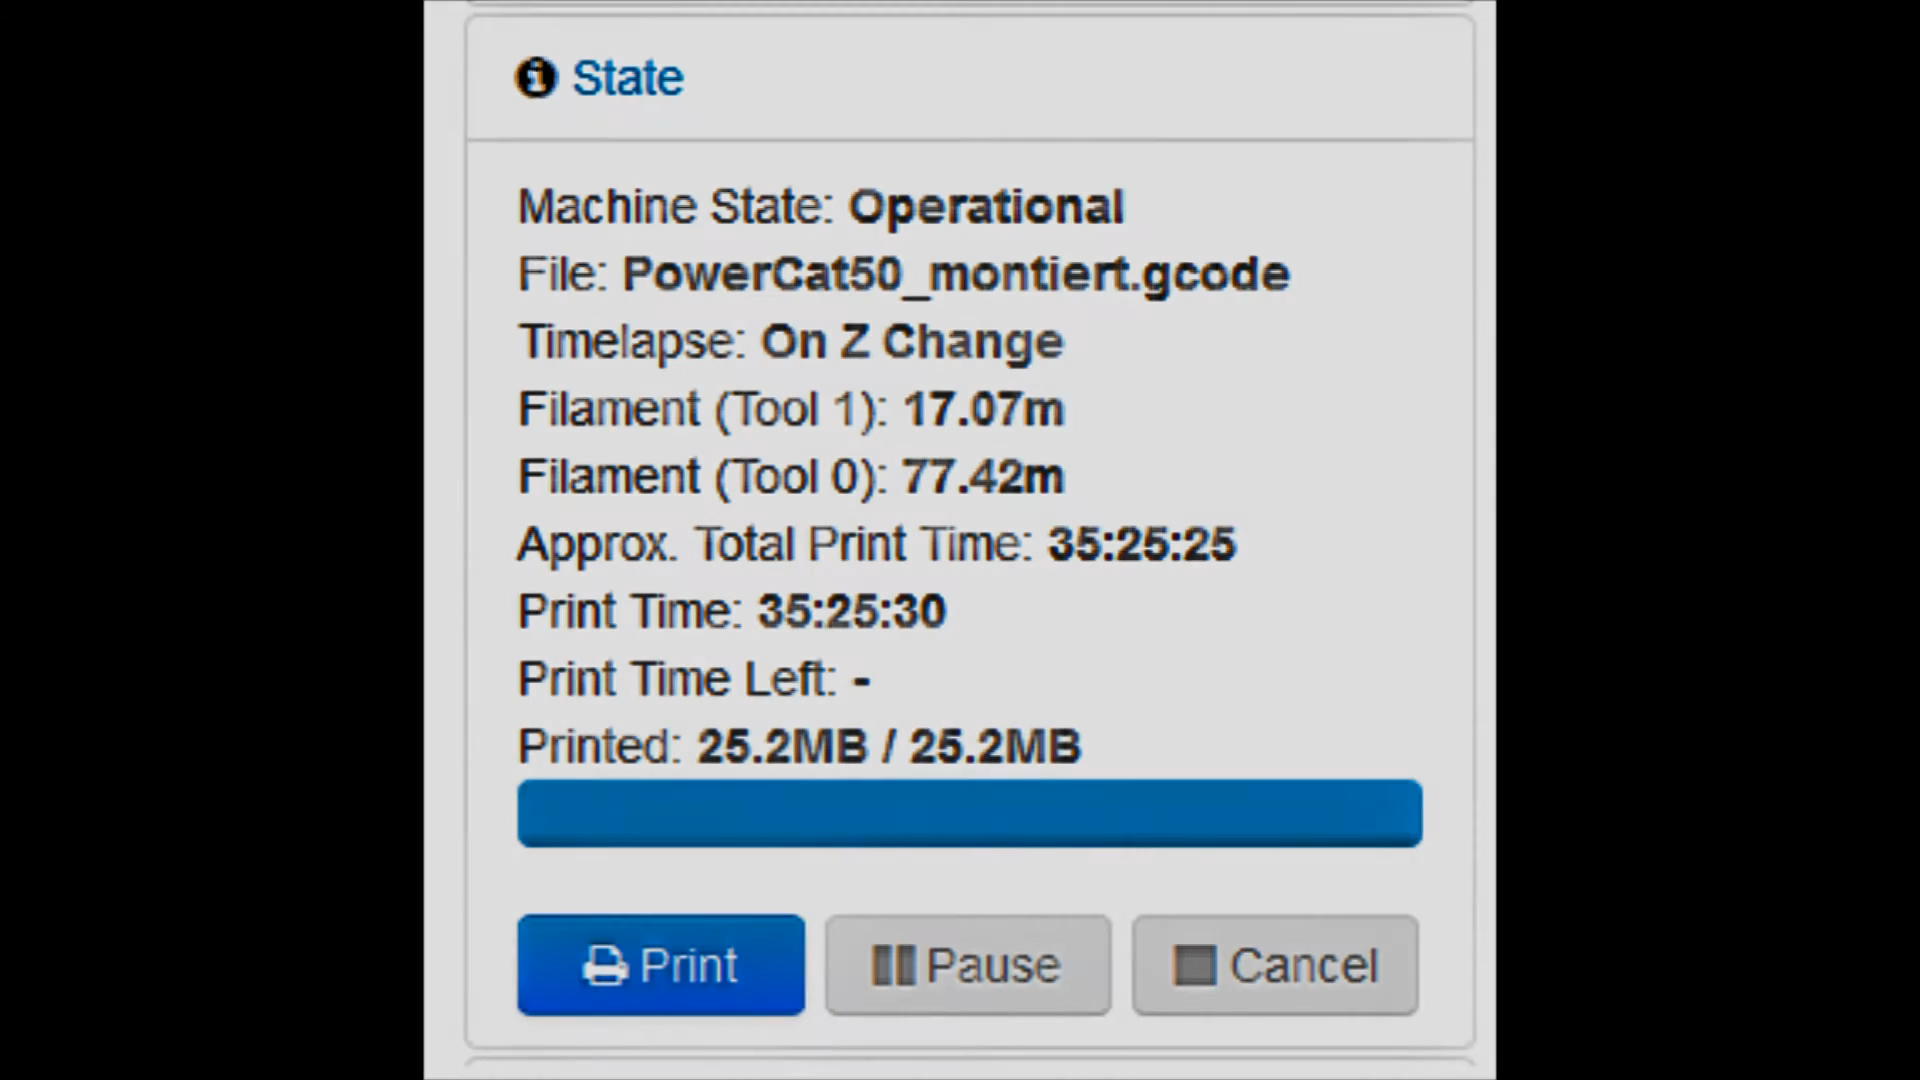 State
Machine State: Operational
File: PowerCat50_montiert.gcode
Timelapse: On Z Change
Filament (Tool 1): 17.07m
Filament (Tool 0): 77.42m
Approx. Total Print Time: 35:25:25
Print Time: 35:25:30
Print Time Left: -
Printed: 25.2MB / 25.2MB
Print Pause Cancel